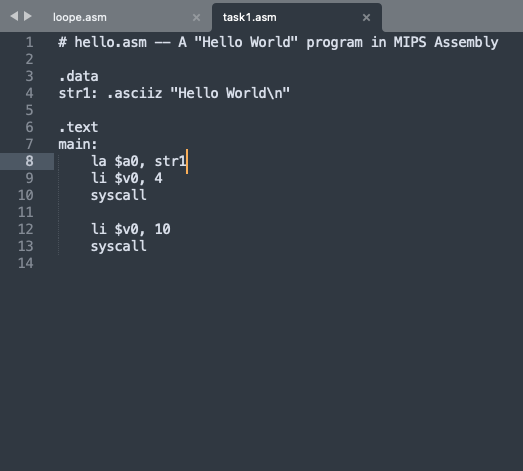 loope.asm task1.asm
1 # hello.asm –– A "Hello World" program in MIPS Assembly
2
3 .data
4 str1: .asciiz "Hello World\n"
5
6 .text
7 main:
8 la $a0, str1
9 li $v0, 4
10 syscall
11
12 li $v0, 10
13 syscall
14